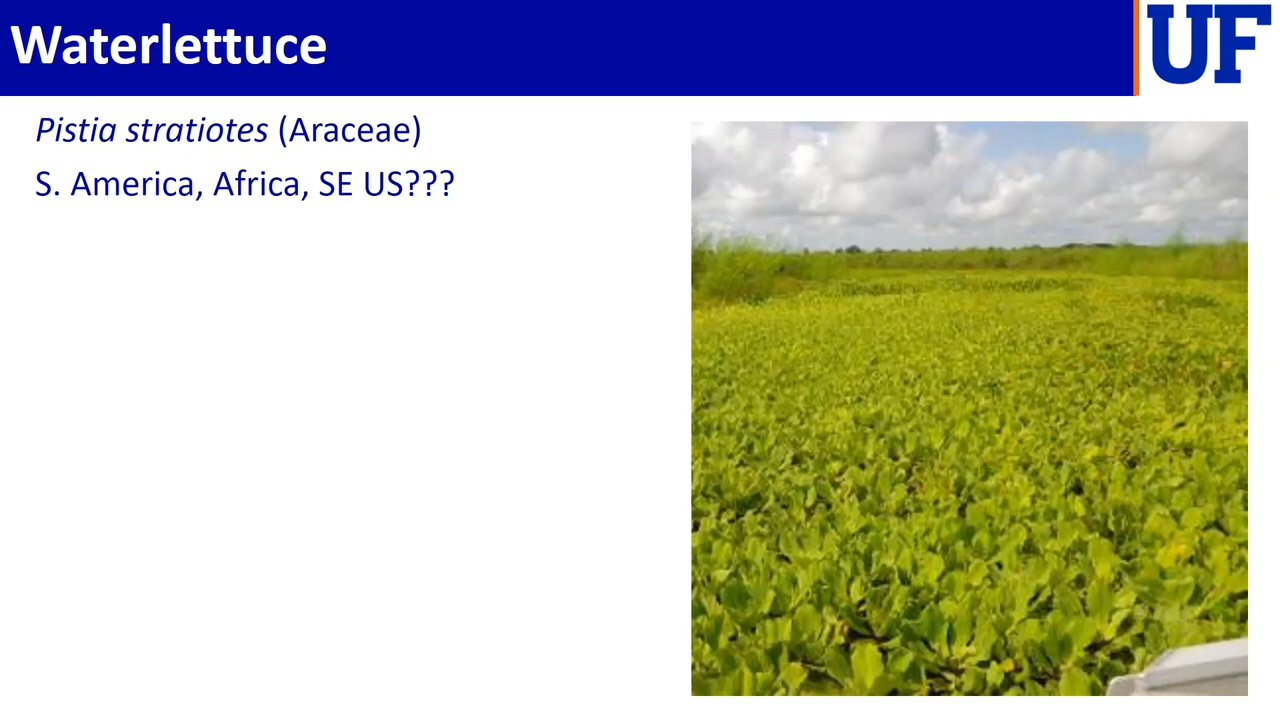 Waterlettuce
UF
Pistia stratiotes (Araceae)
S. America, Africa, SE US???